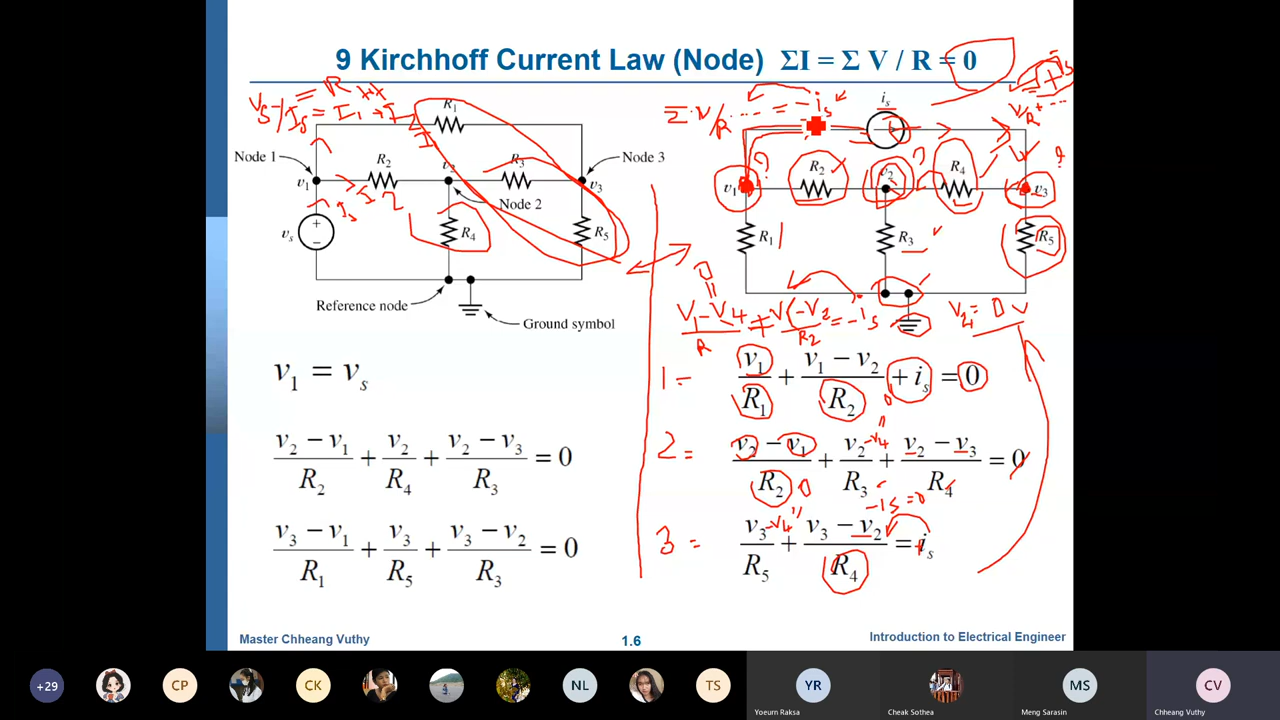 9 Kirchhoff Current Law (Node) ΣI = Σ V / R = 0
Node 1
v₁
R₂
vₛ
+
−
R₁
R₃
Node 3
v₃
Node 2
R₄
R₅
Reference node
Ground symbol
iₛ
v₁
R₂
v₂
R₄
v₃
R₁
R₃
R₅
v₁ = vₛ
(v₂ − v₁)/R₂ + v₂/R₄ + (v₂ − v₃)/R₃ = 0
(v₃ − v₁)/R₁ + v₃/R₅ + (v₃ − v₂)/R₃ = 0
1 =
v₁/R₁ + (v₁ − v₂)/R₂ + iₛ = 0
2 =
(v₂ − v₁)/R₂ + (v₂ -v₄)/R₃ + (v₂ − v₃)/R₄ = 0
3 =
(v₃ -v₄)/R₅ + (v₃ − v₂)/R₄ = iₛ
-is = 0
Master Chheang Vuthy
1.6
Introduction to Electrical Engineer
+29
CP
CK
NL
TS
YR
Yoeurn Raksa
Cheak Sothea
MS
Meng Sarasin
CV
Chheang Vuthy